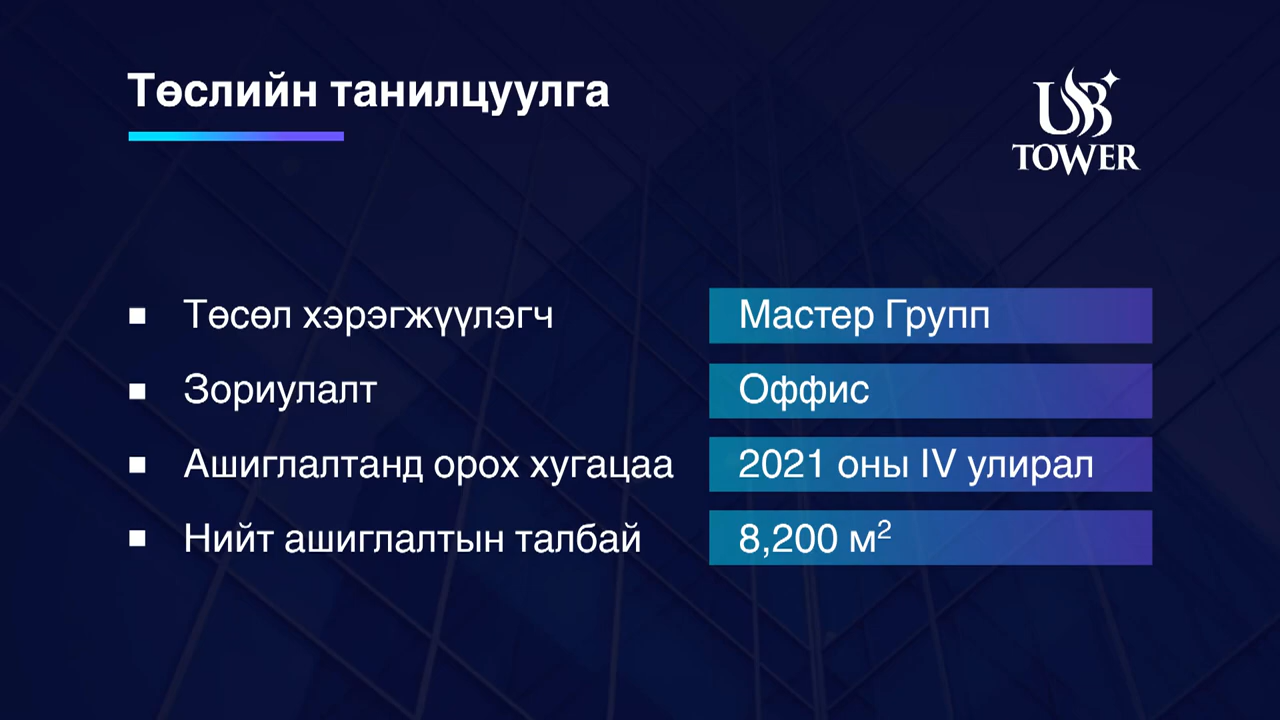 Төслийн танилцуулга
UB
TOWER
Төсөл хэрэгжүүлэгч Мастер Групп
Зориулалт Оффис
Ашиглалтанд орох хугацаа 2021 оны IV улирал
Нийт ашиглалтын талбай 8,200 м²